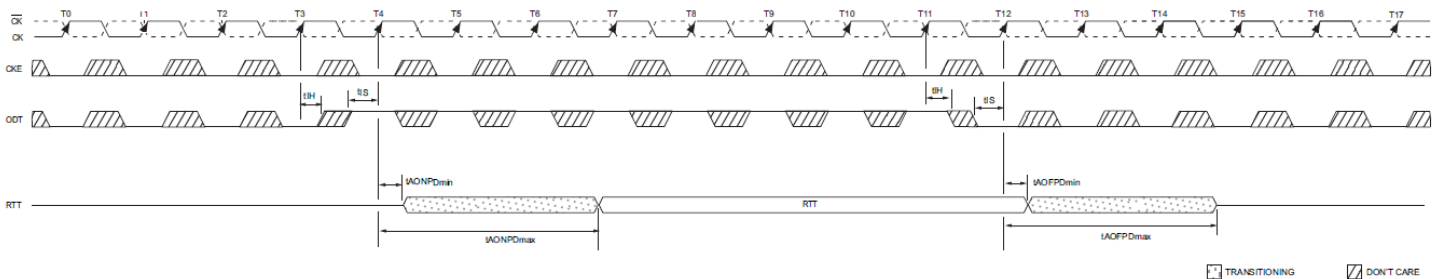 T0 T1 T2 T3 T4 T5 T6 T7 T8 T9 T10 T11 T12 T13 T14 T15 T16 T17
CK
CK
CKE
tIH tIS tIH tIS
ODT
tAONPDmin tAOFPDmin
RTT RTT
tAONPDmax tAOFPDmax
TRANSITIONING DON'T CARE